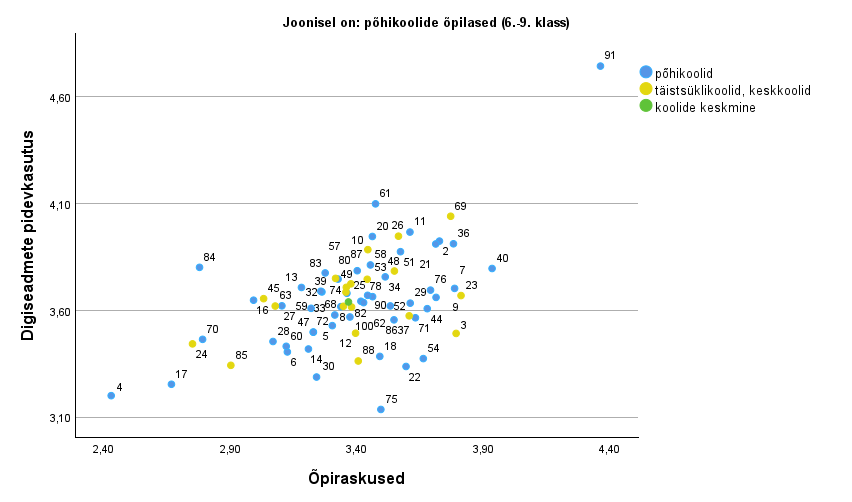 Joonisel on: põhikoolide õpilased (6.-9. klass)
91
põhikoolid
täistsüklikoolid, keskkoolid
koolide keskmine
4,60
61
69
4,10
20 26 11
36
57 10
2
84
83 80 87 58
53 48 51 21
40
7
13 39 49
76
23
45 63 32 74 78 34 29
3,60
16 59 33 68 25 90 52 9
27 47 72 8 82
44
62 86 37 71
3
70
28 60 5 100
12
24
85
6 14 88 18 54
30
22
17
4
75
3,10
2,40 2,90 3,40 3,90 4,40
Digiseadmete pidevkasutus
Õpiraskused